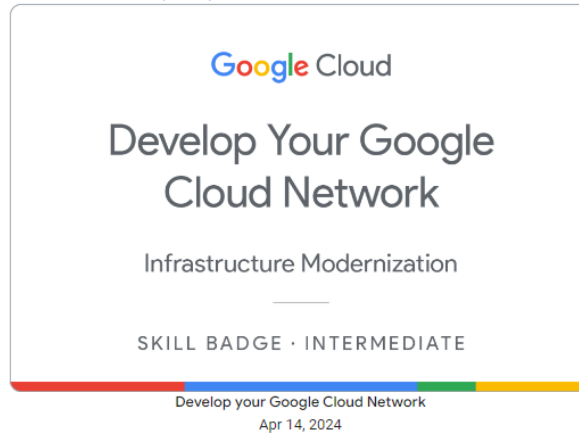 Google Cloud
Develop Your Google
Cloud Network
Infrastructure Modernization
SKILL BADGE · INTERMEDIATE
Develop your Google Cloud Network
Apr 14, 2024